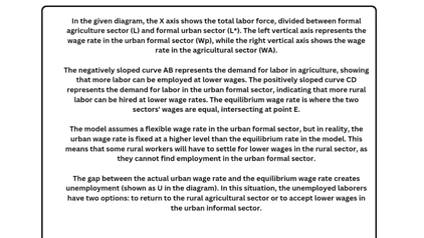 In the given diagram, the X axis shows the total labor force, divided between formal
agriculture sector (L) and formal urban sector (L*). The left vertical axis represents the
wage rate in the urban formal sector (Wp), while the right vertical axis shows the wage
rate in the agricultural sector (WA).
The negatively sloped curve AB represents the demand for labor in agriculture, showing
that more labor can be employed at lower wages. The positively sloped curve CD
represents the demand for labor in the urban formal sector, indicating that more rural
labor can be hired at lower wage rates. The equilibrium wage rate is where the two
sectors' wages are equal, intersecting at point E.
The model assumes a flexible wage rate in the urban formal sector, but in reality, the
urban wage rate is fixed at a higher level than the equilibrium rate in the model. This
means that some rural workers will have to settle for lower wages in the rural sector, as
they cannot find employment in the urban formal sector.
The gap between the actual urban wage rate and the equilibrium wage rate creates
unemployment (shown as U in the diagram). In this situation, the unemployed laborers
have two options: to return to the rural agricultural sector or to accept lower wages in
the urban informal sector.